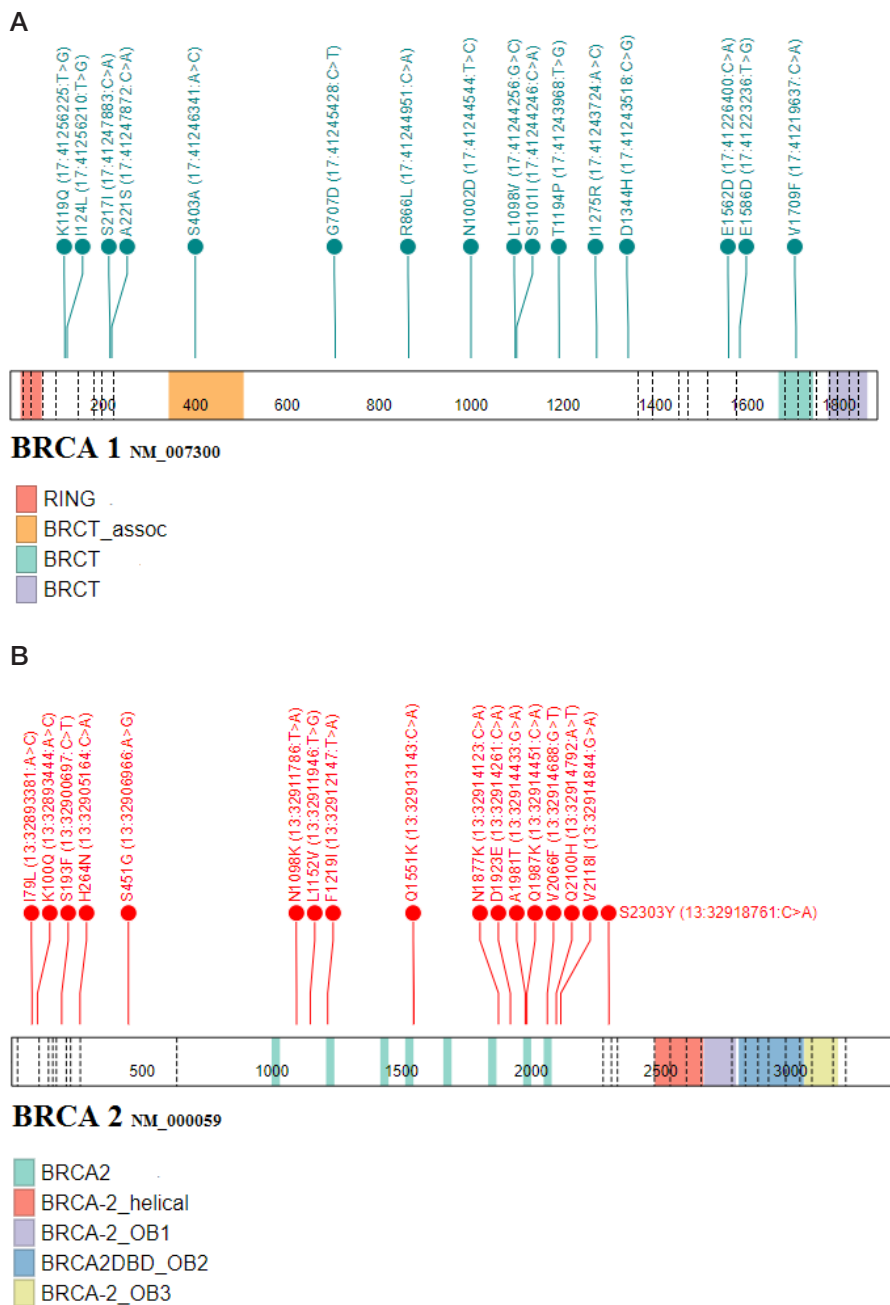 A
K119Q (17:41256225:T>G)
I124L (17:41256210:T>G)
S217I (17:41247883:C>A)
A221S (17:41247872:C>A)
S403A (17:41246341:A>C)
G707D (17:41245428:C>T)
R866L (17:41244951:C>A)
N1002D (17:41244544:T>C)
L1098V (17:41244256:G>C)
S1101I (17:41244246:C>A)
T1194P (17:41243968:T>G)
I1275R (17:41243724:A>C)
D1344H (17:41243518:C>G)
E1562D (17:41226400:C>A)
E1586D (17:41223236:T>G)
V1709F (17:41219637:C>A)
200 400 600 800 1000 1200 1400 1600 1800
BRCA 1 NM_007300
RING
BRCT_assoc
BRCT
BRCT
B
I79L (13:32893381:A>C)
K100Q (13:32893444:A>C)
S193F (13:32900697:C>T)
H264N (13:32905164:C>A)
S451G (13:32906966:A>G)
N1098K (13:32911786:T>A)
L1152V (13:32911946:T>G)
F1219I (13:32912147:T>A)
Q1551K (13:32913143:C>A)
N1877K (13:32914123:C>A)
D1923E (13:32914261:C>A)
A1981T (13:32914433:G>A)
Q1987K (13:32914451:C>A)
V2066F (13:32914688:G>T)
Q2100H (13:32914792:A>T)
V2118I (13:32914844:G>A)
S2303Y (13:32918761:C>A)
500 1000 1500 2000 2500 3000
BRCA 2 NM_000059
BRCA2
BRCA-2_helical
BRCA-2_OB1
BRCA2DBD_OB2
BRCA-2_OB3